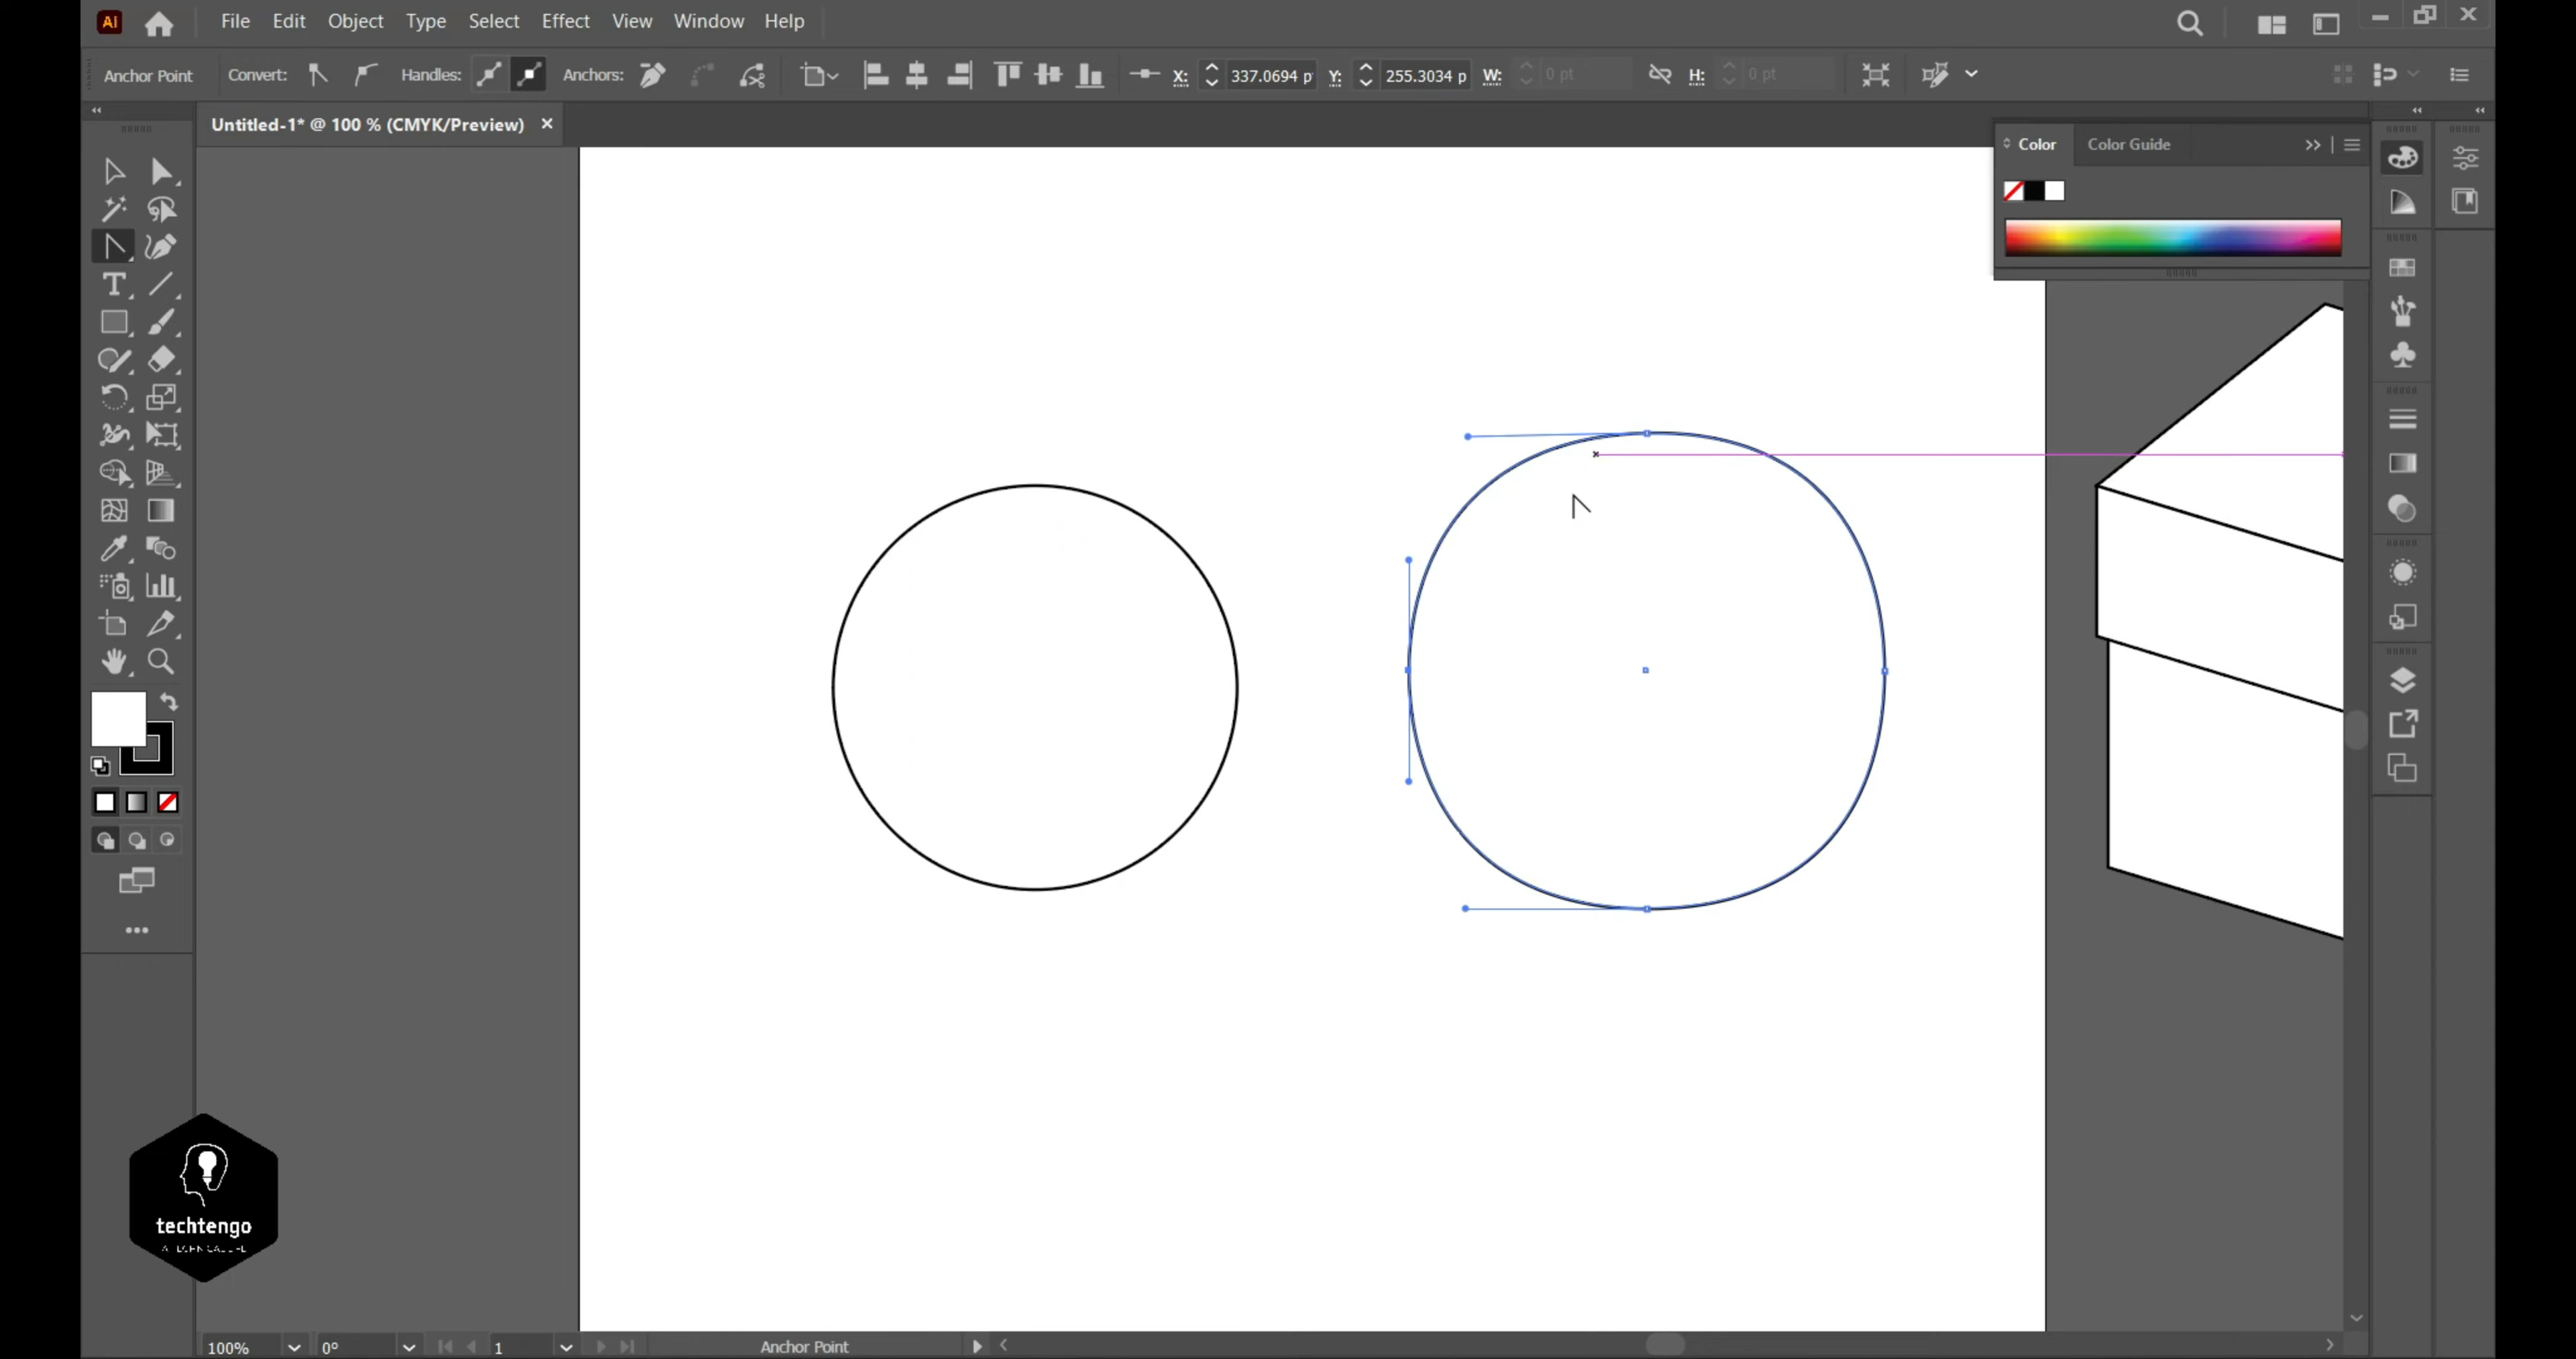 Ai File Edit Object Type Select Effect View Window Help
Anchor Point Convert: Handles: Anchors: X: 337.0694 p Y: 255.3034 p W: 0 pt H: 0 pt
Untitled-1* @ 100 % (CMYK/Preview)
Color Color Guide
techtengo
100% 0° 1 Anchor Point